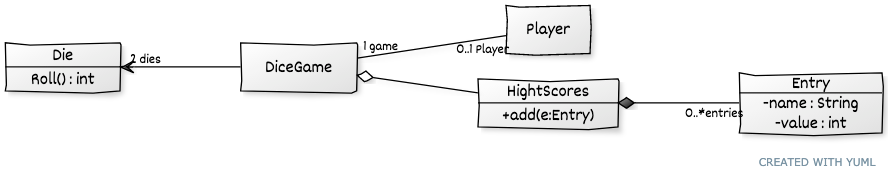 Die
Roll() : int
2 dies
DiceGame
1 game
0..1 Player
Player
HightScores
+add(e:Entry)
0..*entries
Entry
-name : String
-value : int
CREATED WITH YUML